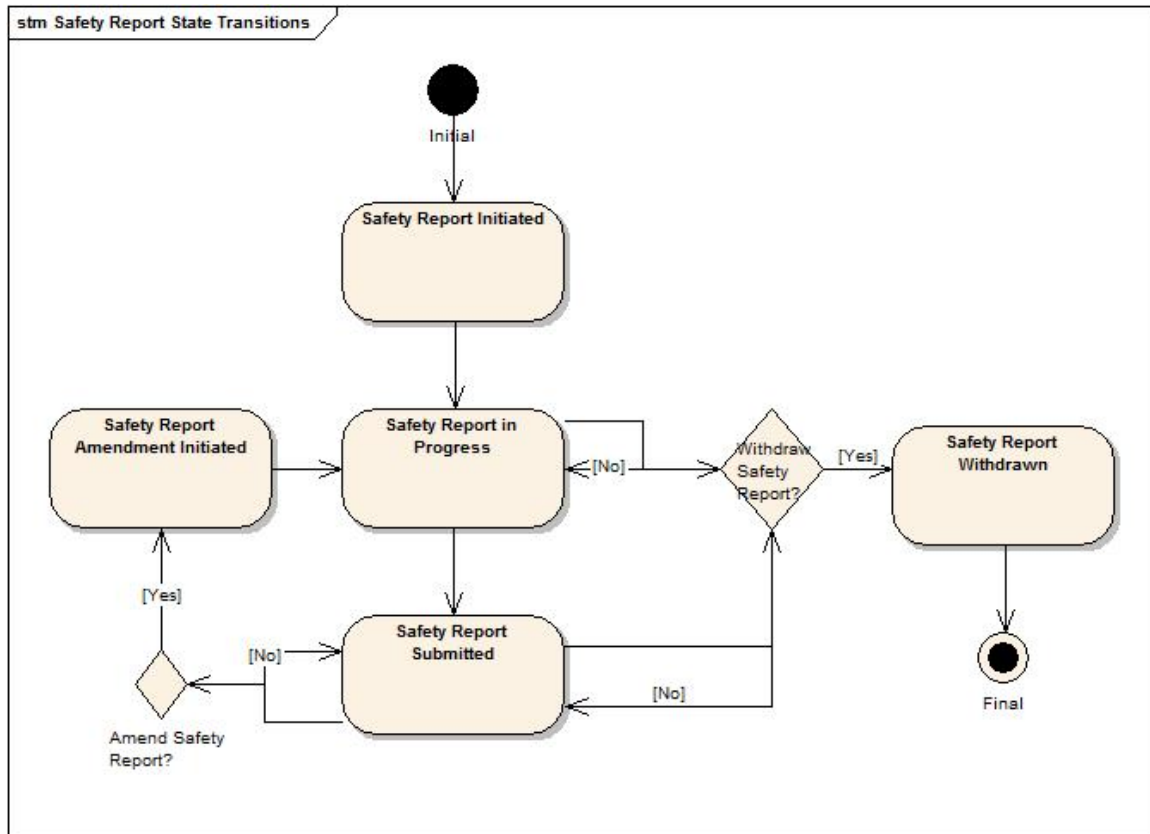 stm Safety Report State Transitions
Initial
Safety Report Initiated
Safety Report
Amendment Initiated
Safety Report in
Progress
[No]
Withdraw
Safety
Report?
[Yes]
Safety Report
Withdrawn
[Yes]
[No]
Safety Report
Submitted
[No]
Amend Safety
Report?
Final